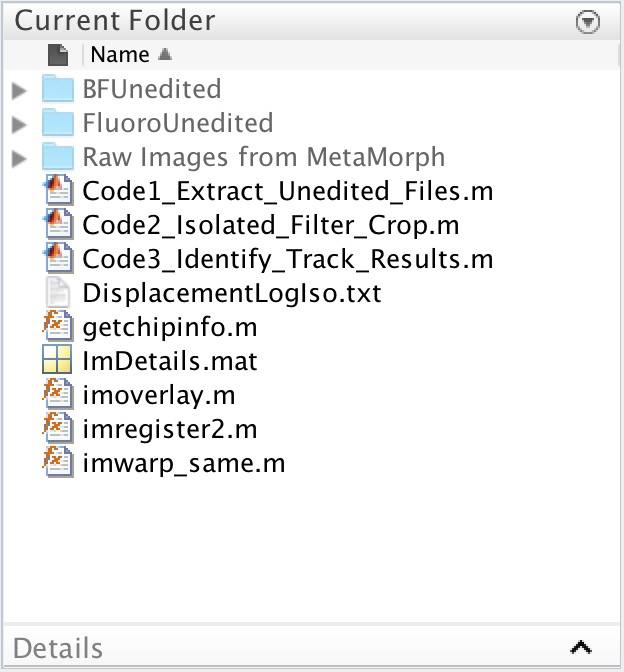 Current Folder
Name
BFUnedited
FluoroUnedited
Raw Images from MetaMorph
Code1_Extract_Unedited_Files.m
Code2_Isolated_Filter_Crop.m
Code3_Identify_Track_Results.m
DisplacementLogIso.txt
getchipinfo.m
ImDetails.mat
imoverlay.m
imregister2.m
imwarp_same.m
Details